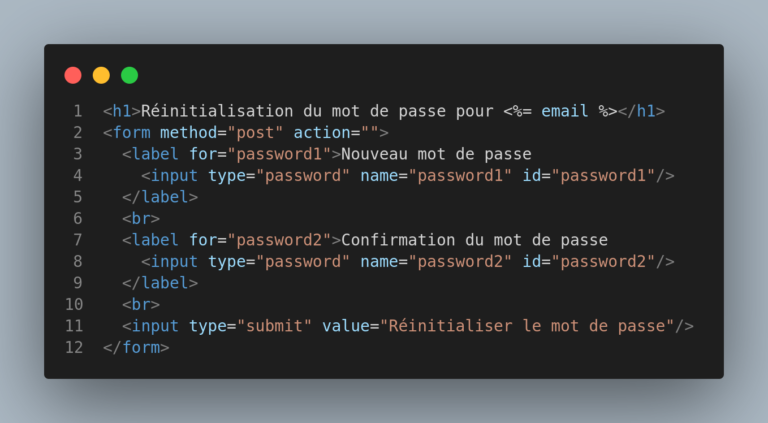 1 <h1>Réinitialisation du mot de passe pour <%= email %></h1>
2 <form method="post" action="">
3   <label for="password1">Nouveau mot de passe
4     <input type="password" name="password1" id="password1"/>
5   </label>
6   <br>
7   <label for="password2">Confirmation du mot de passe
8     <input type="password" name="password2" id="password2"/>
9   </label>
10   <br>
11   <input type="submit" value="Réinitialiser le mot de passe"/>
12 </form>